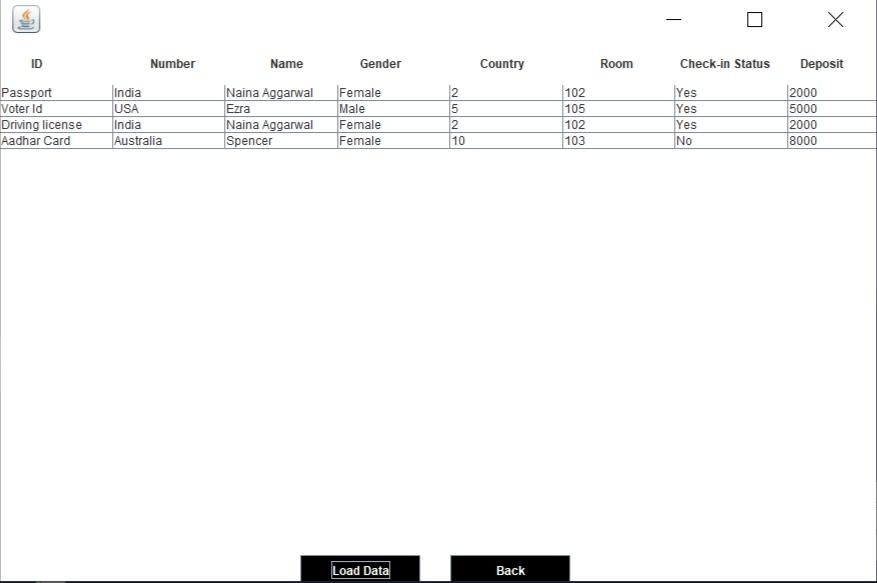 ID Number Name Gender Country Room Check-in Status Deposit
Passport India Naina Aggarwal Female 2 102 Yes 2000
Voter Id USA Ezra Male 5 105 Yes 5000
Driving license India Naina Aggarwal Female 2 102 Yes 2000
Aadhar Card Australia Spencer Female 10 103 No 8000
Load Data Back